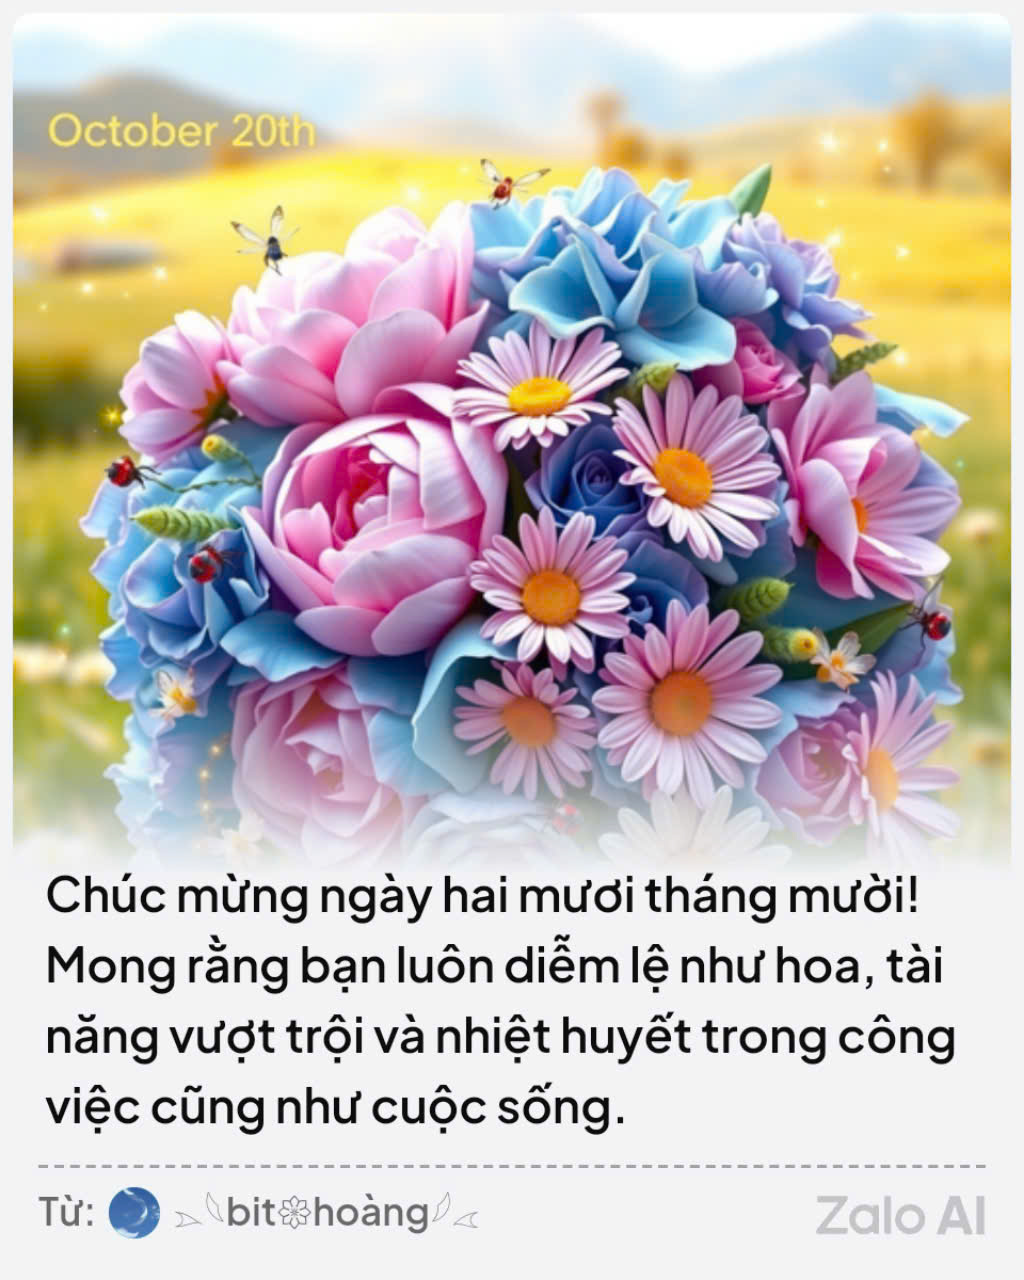 October 20th
Chúc mừng ngày hai mươi tháng mười!
Mong rằng bạn luôn diễm lệ như hoa, tài
năng vượt trội và nhiệt huyết trong công
việc cũng như cuộc sống.
Từ: bit hoàng
Zalo AI